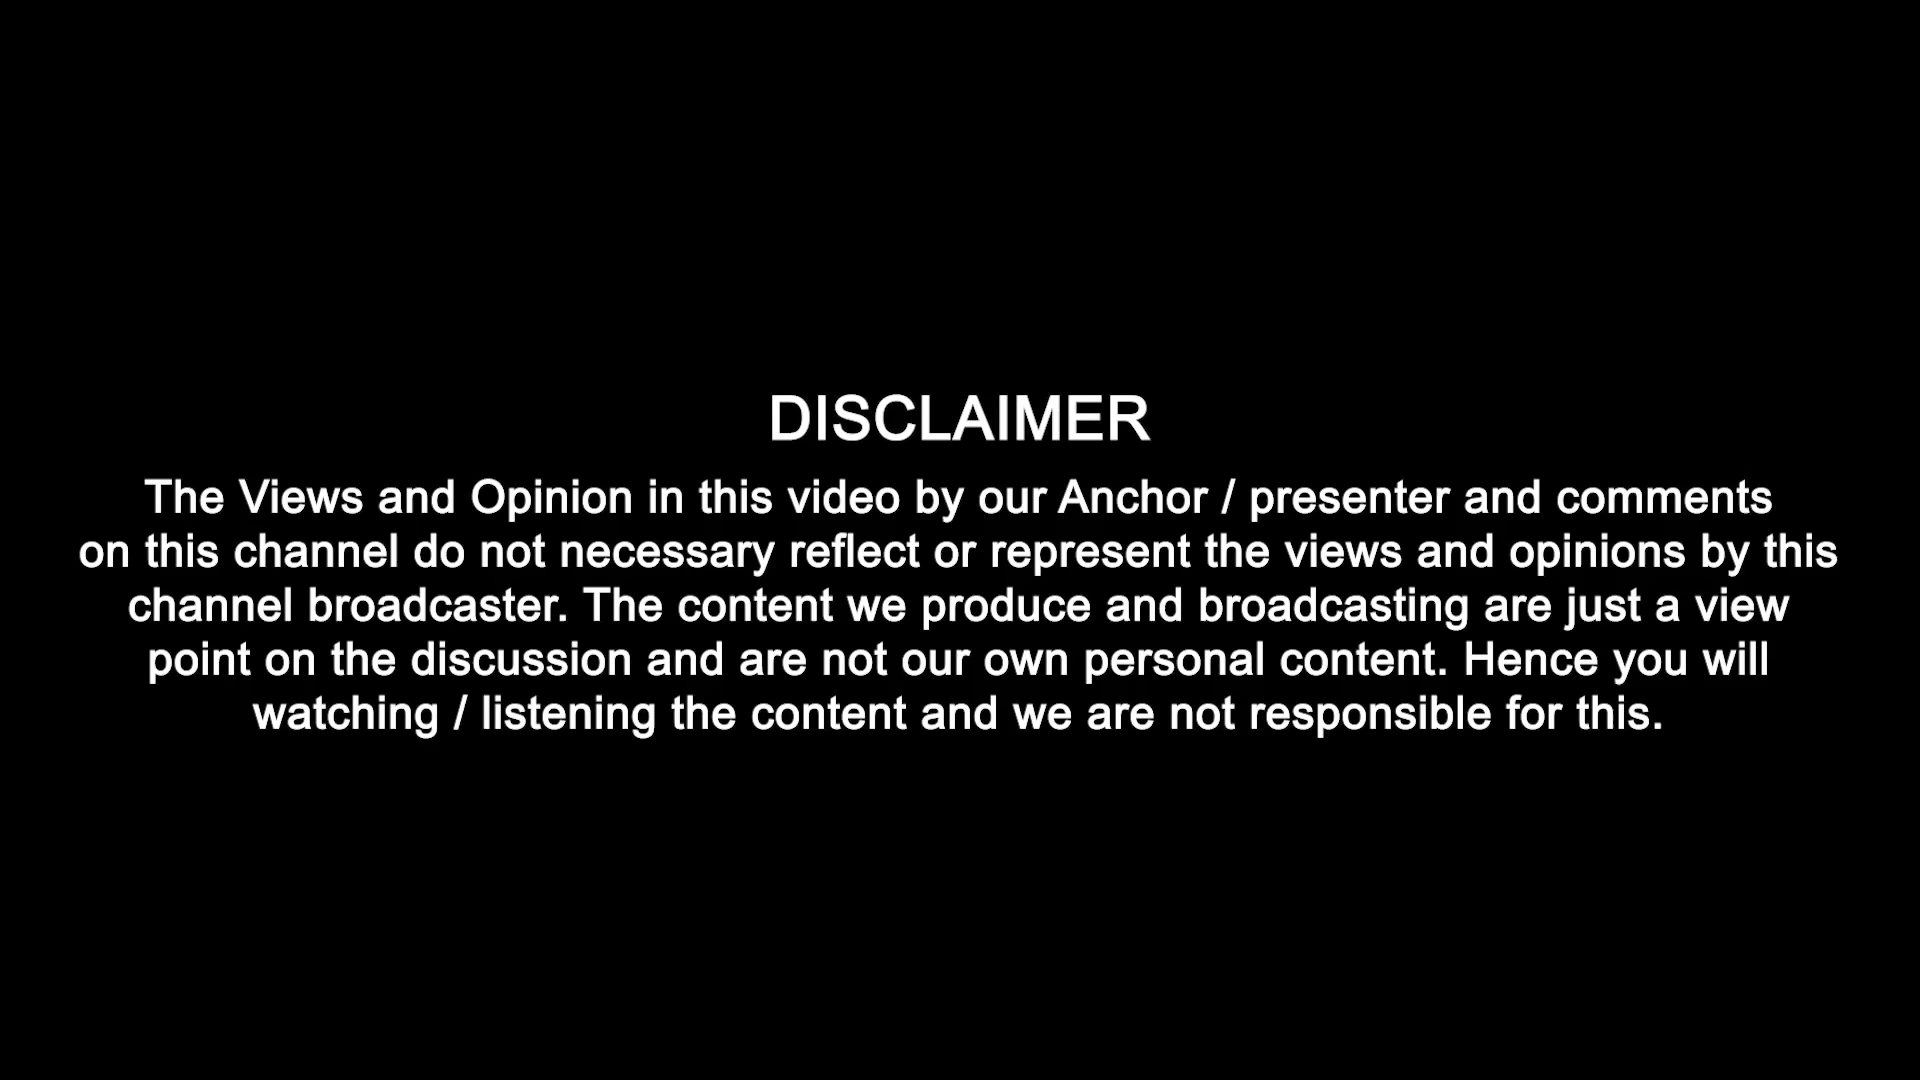 DISCLAIMER
The Views and Opinion in this video by our Anchor / presenter and comments
on this channel do not necessary reflect or represent the views and opinions by this
channel broadcaster. The content we produce and broadcasting are just a view
point on the discussion and are not our own personal content. Hence you will
watching / listening the content and we are not responsible for this.